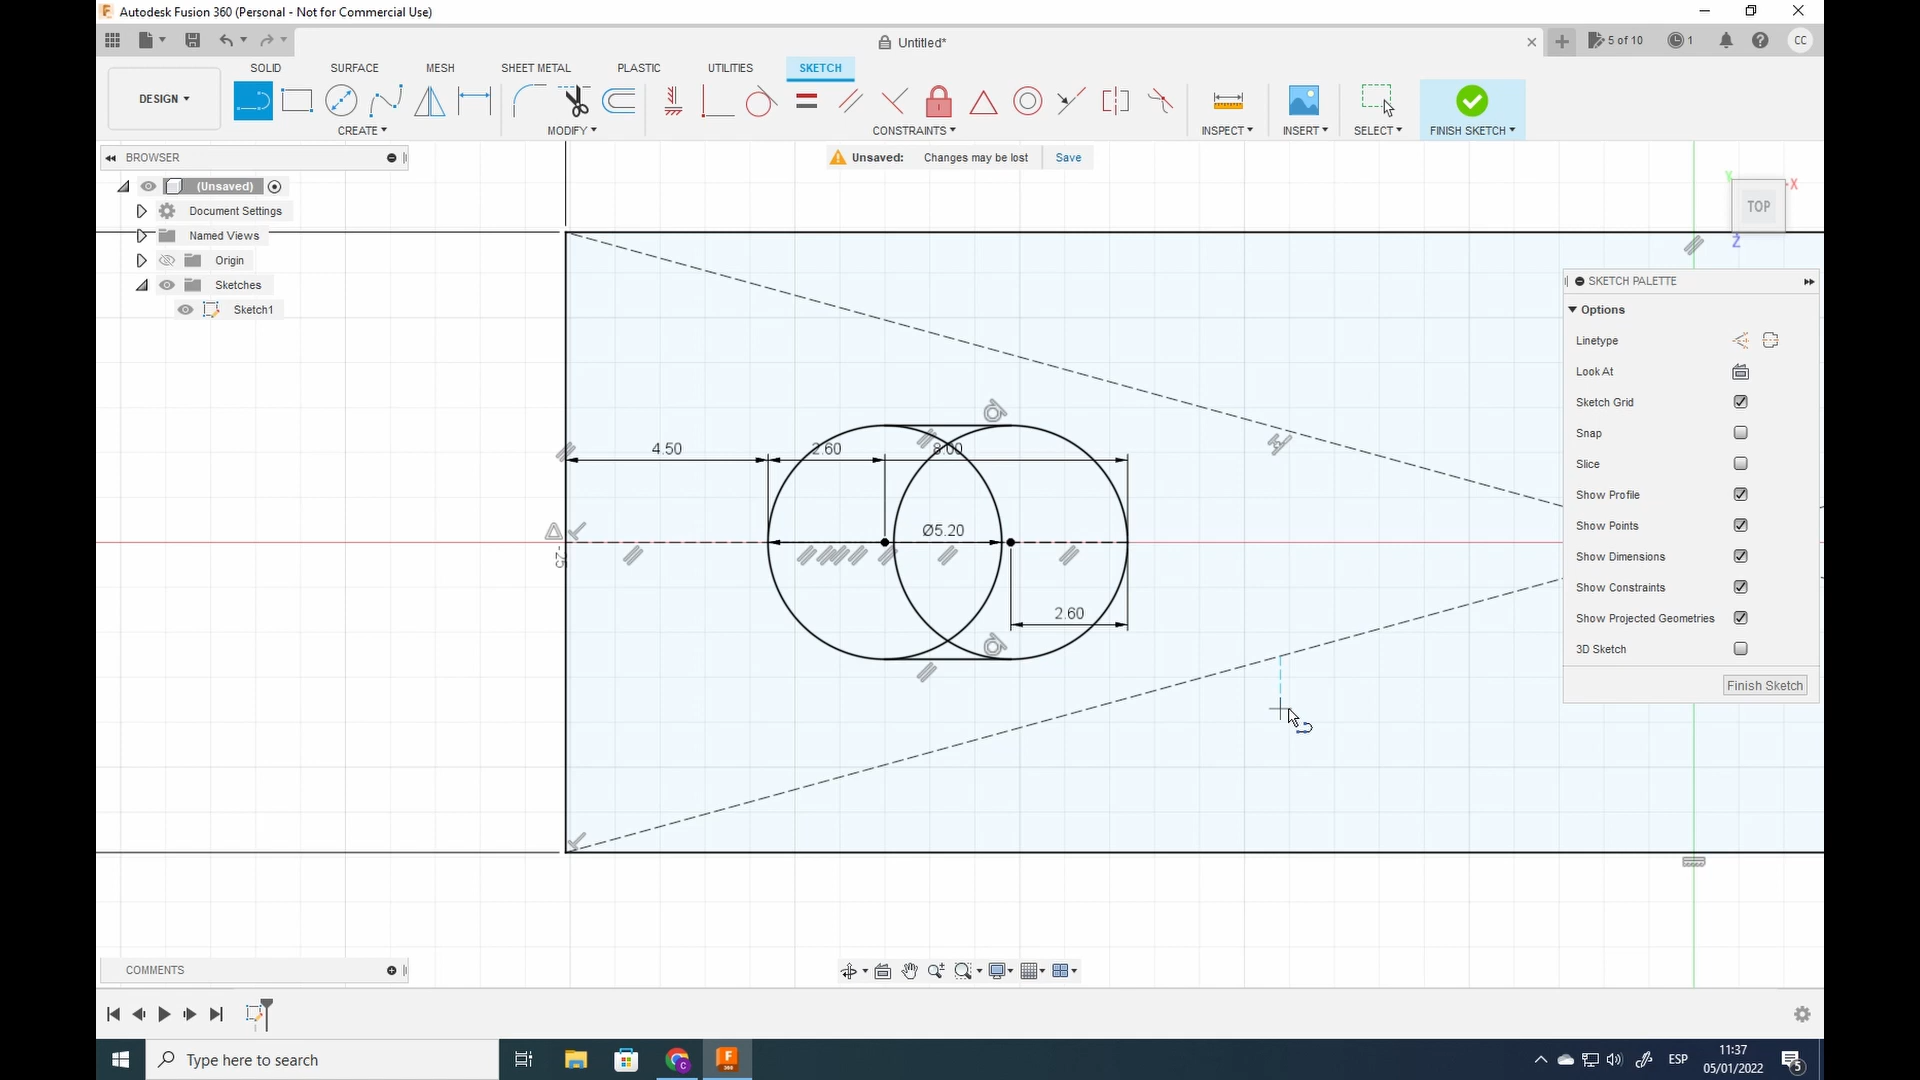 Autodesk Fusion 360 (Personal - Not for Commercial Use)
Untitled*
5 of 10
1
CC
DESIGN
SOLID
SURFACE
MESH
SHEET METAL
PLASTIC
UTILITIES
SKETCH
CREATE
MODIFY
CONSTRAINTS
INSPECT
INSERT
SELECT
FINISH SKETCH
BROWSER
Unsaved: Changes may be lost Save
(Unsaved)
Document Settings
Named Views
Origin
Sketches
Sketch1
Y
-X
TOP
Z
SKETCH PALETTE
Options
Linetype
Look At
Sketch Grid
Snap
Slice
Show Profile
Show Points
Show Dimensions
Show Constraints
Show Projected Geometries
3D Sketch
Finish Sketch
4.50
2.60
8.00
Ø5.20
-25
2.60
COMMENTS
Type here to search
ESP
11:37
05/01/2022
5